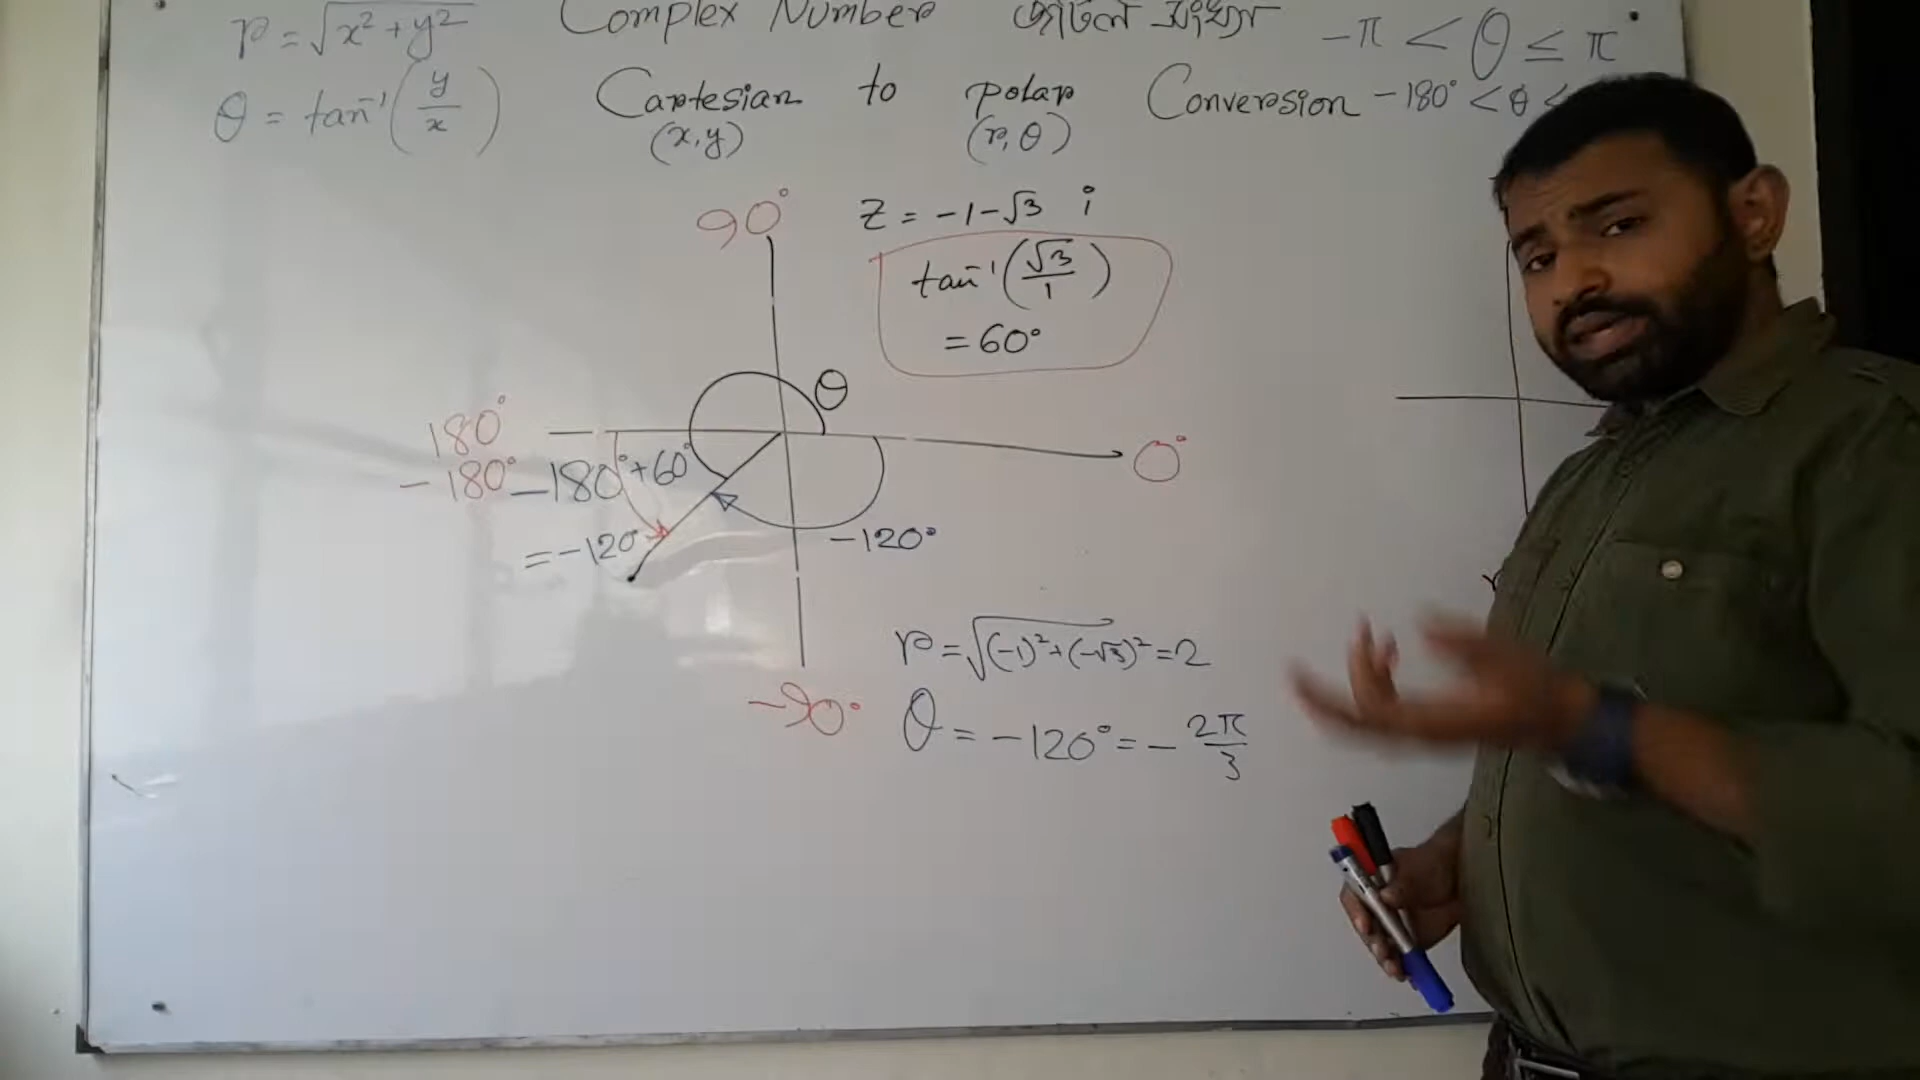 r = √x² + y²
Complex Number জটিল সংখ্যা
-π < θ ≤ π
θ = tan⁻¹(y/x)
Cartesian to polar Conversion
-180° < θ ≤
(x,y) (r, θ)
90°
Z = -1-√3 i
tan⁻¹(√3/1)
= 60°
θ
180°
0°
-180°
-180°+60°
= -120
-120°
r = √(-1)²+(-√3)² = 2
-90°
θ = -120° = - 2π/3